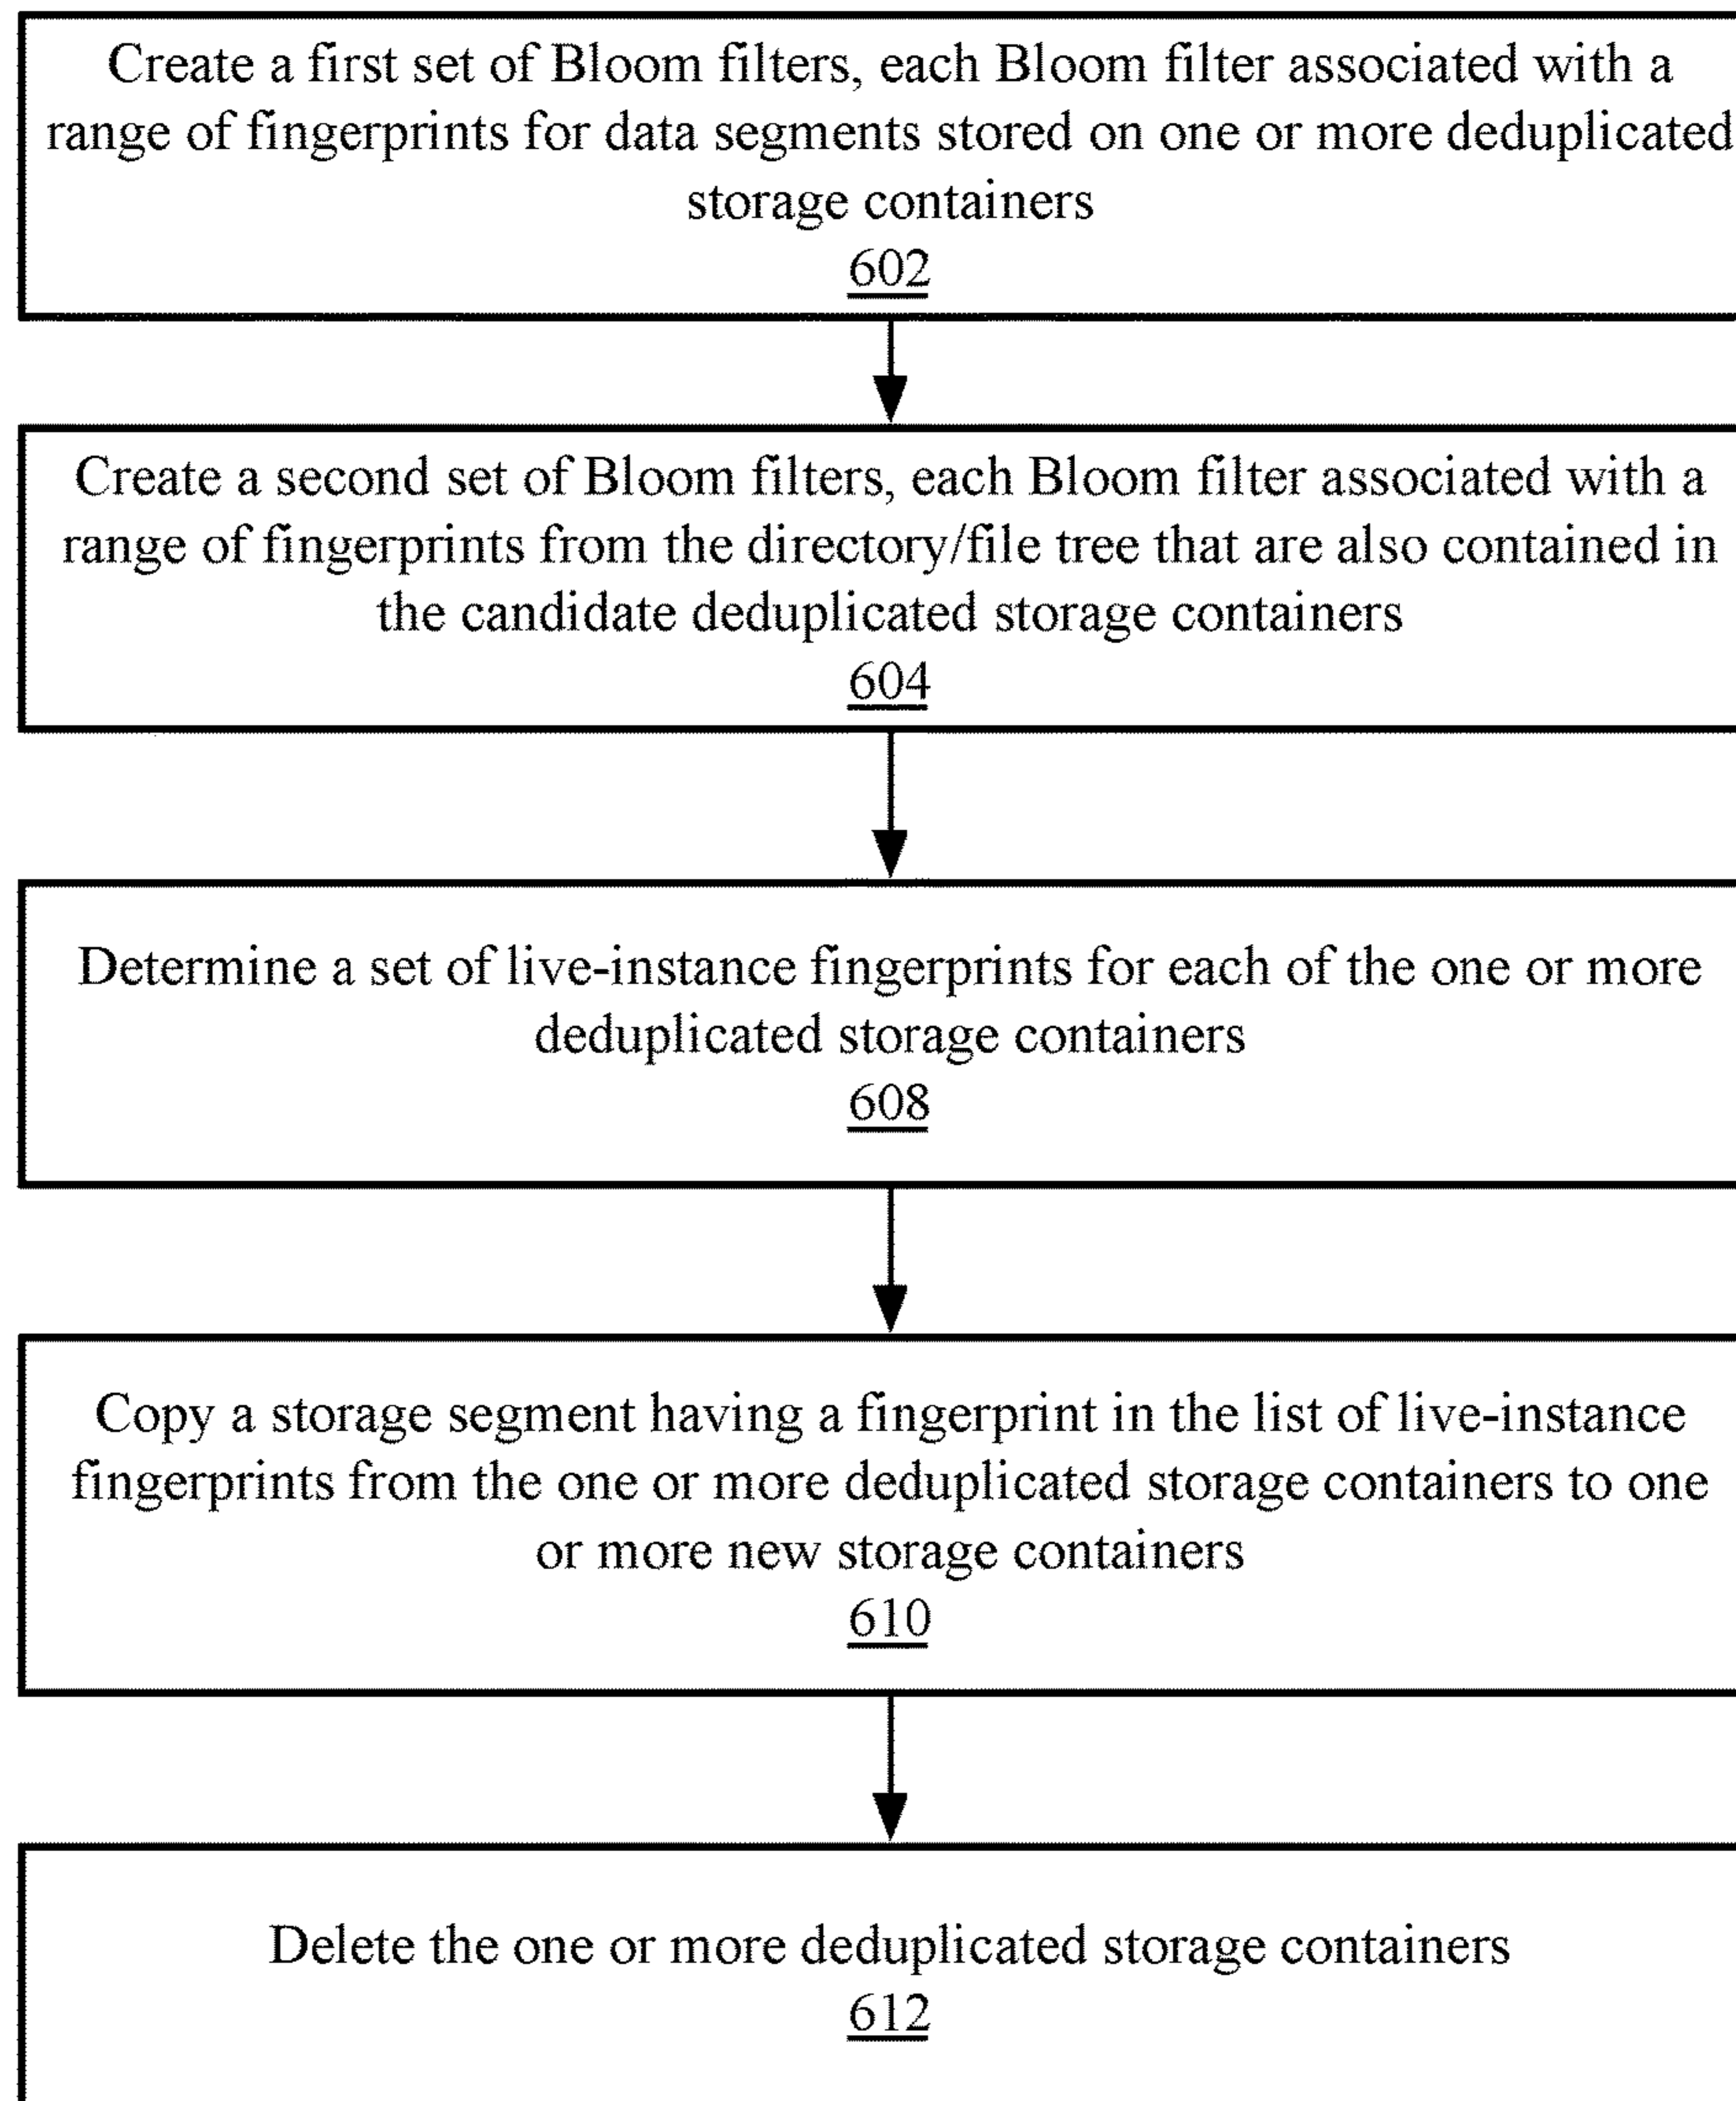 Create a first set of Bloom filters, each Bloom filter associated with a
range of fingerprints for data segments stored on one or more deduplicated
storage containers
602
Create a second set of Bloom filters, each Bloom filter associated with a
range of fingerprints from the directory/file tree that are also contained in
the candidate deduplicated storage containers
604
Determine a set of live-instance fingerprints for each of the one or more
deduplicated storage containers
608
Copy a storage segment having a fingerprint in the list of live-instance
fingerprints from the one or more deduplicated storage containers to one
or more new storage containers
610
Delete the one or more deduplicated storage containers
612